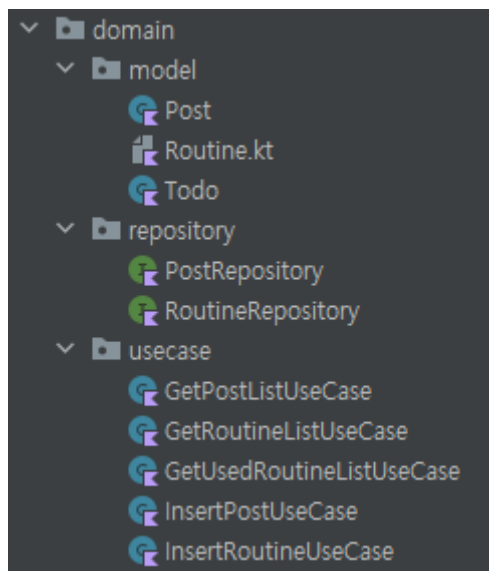 domain
model
Post
Routine.kt
Todo
repository
PostRepository
RoutineRepository
usecase
GetPostListUseCase
GetRoutineListUseCase
GetUsedRoutineListUseCase
InsertPostUseCase
InsertRoutineUseCase